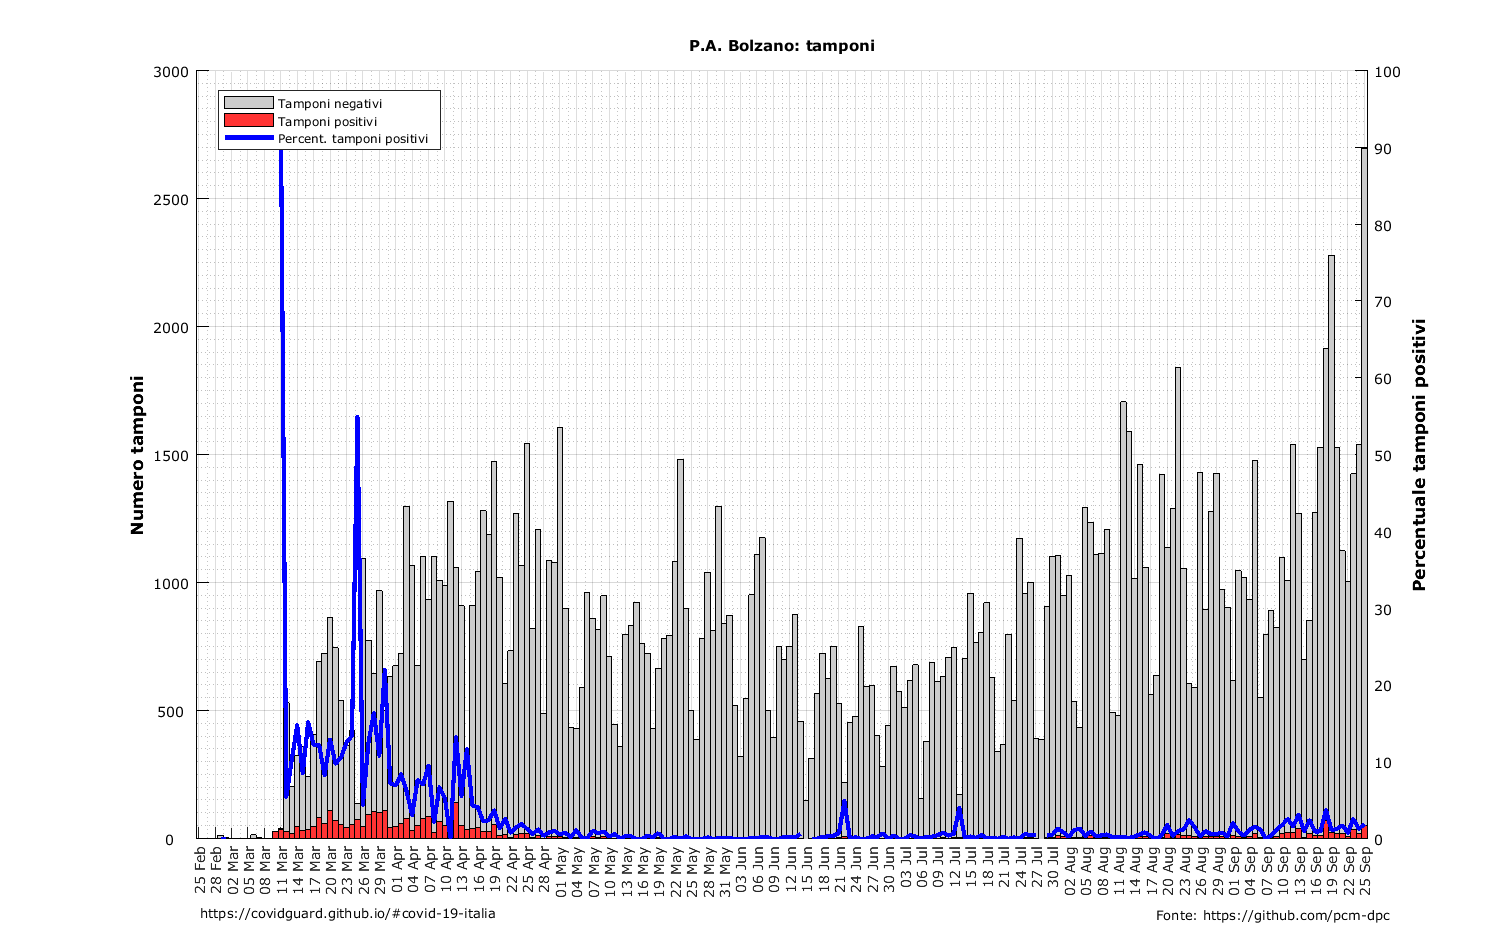 P.A. Bolzano: tamponi
Tamponi negativi
Tamponi positivi
Percent. tamponi positivi
Numero tamponi
3000
2500
2000
1500
1000
500
0
Percentuale tamponi positivi
100
90
80
70
60
50
40
30
20
10
0
25 Feb
28 Feb
02 Mar
05 Mar
08 Mar
11 Mar
14 Mar
17 Mar
20 Mar
23 Mar
26 Mar
29 Mar
01 Apr
04 Apr
07 Apr
10 Apr
13 Apr
16 Apr
19 Apr
22 Apr
25 Apr
28 Apr
01 May
04 May
07 May
10 May
13 May
16 May
19 May
22 May
25 May
28 May
31 May
03 Jun
06 Jun
09 Jun
12 Jun
15 Jun
18 Jun
21 Jun
24 Jun
27 Jun
30 Jun
03 Jul
06 Jul
09 Jul
12 Jul
15 Jul
18 Jul
21 Jul
24 Jul
27 Jul
30 Jul
02 Aug
05 Aug
08 Aug
11 Aug
14 Aug
17 Aug
20 Aug
23 Aug
26 Aug
29 Aug
01 Sep
04 Sep
07 Sep
10 Sep
13 Sep
16 Sep
19 Sep
22 Sep
25 Sep
https://covidguard.github.io/#covid-19-italia
Fonte: https://github.com/pcm-dpc